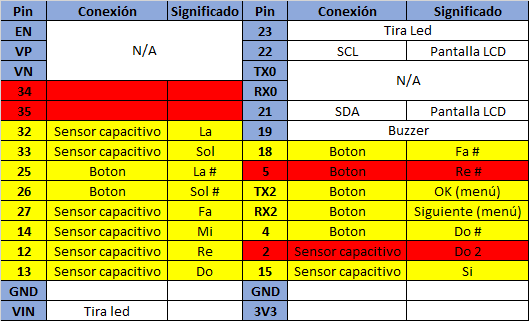 Pin Conexión Significado Pin Conexión Significado
EN N/A 23 Tira Led
VP 22 SCL Pantalla LCD
VN TX0 N/A
34 RX0
35 21 SDA Pantalla LCD
32 Sensor capacitivo La 19 Buzzer
33 Sensor capacitivo Sol 18 Boton Fa #
25 Boton La # 5 Boton Re #
26 Boton Sol # TX2 Boton OK (menú)
27 Sensor capacitivo Fa RX2 Boton Siguiente (menú)
14 Sensor capacitivo Mi 4 Boton Do #
12 Sensor capacitivo Re 2 Sensor capacitivo Do 2
13 Sensor capacitivo Do 15 Sensor capacitivo Si
GND GND
VIN Tira led 3V3